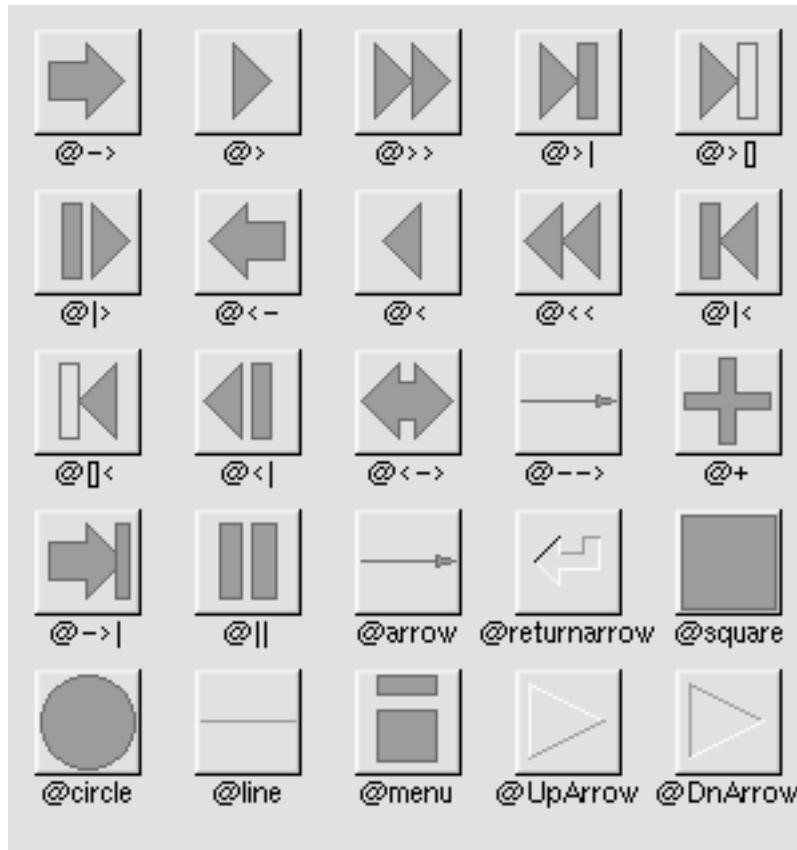 @-> @> @>> @>| @>[]
@|> @<- @< @<< @|<
@[]< @<| @<-> @--> @+
@->| @|| @arrow @returnarrow @square
@circle @line @menu @UpArrow @DnArrow